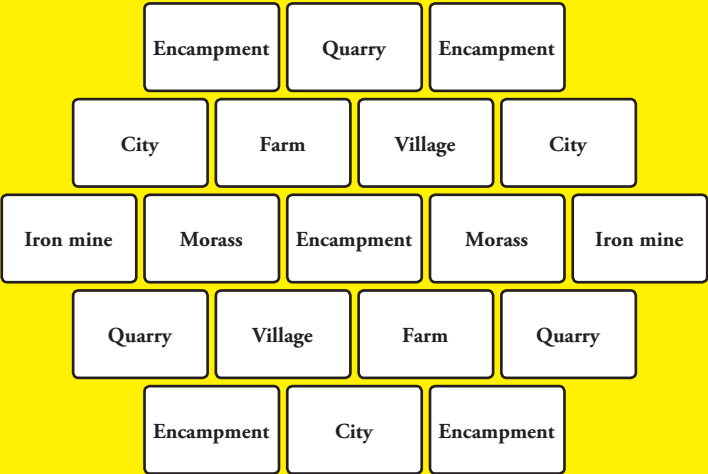 Encampment Quarry Encampment
City Farm Village City
Iron mine Morass Encampment Morass Iron mine
Quarry Village Farm Quarry
Encampment City Encampment